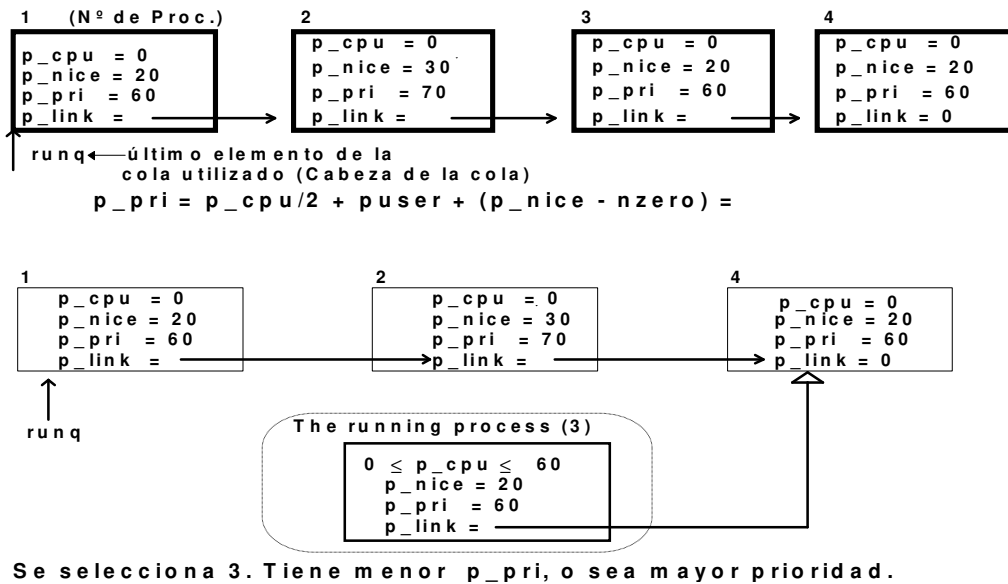 1 (Nº de Proc.)
p_cpu = 0
p_nice = 20
p_pri = 60
p_link =
2
p_cpu = 0
p_nice = 30
p_pri = 70
p_link =
3
p_cpu = 0
p_nice = 20
p_pri = 60
p_link =
4
p_cpu = 0
p_nice = 20
p_pri = 60
p_link = 0
runq último elemento de la
cola utilizado (Cabeza de la cola)
p_pri = p_cpu/2 + puser + (p_nice - nzero) =
1
p_cpu = 0
p_nice = 20
p_pri = 60
p_link =
2
p_cpu = 0
p_nice = 30
p_pri = 70
p_link =
4
p_cpu = 0
p_nice = 20
p_pri = 60
p_link = 0
runq
The running process (3)
0 ≤ p_cpu ≤ 60
p_nice = 20
p_pri = 60
p_link =
Se selecciona 3. Tiene menor p_pri, o sea mayor prioridad.